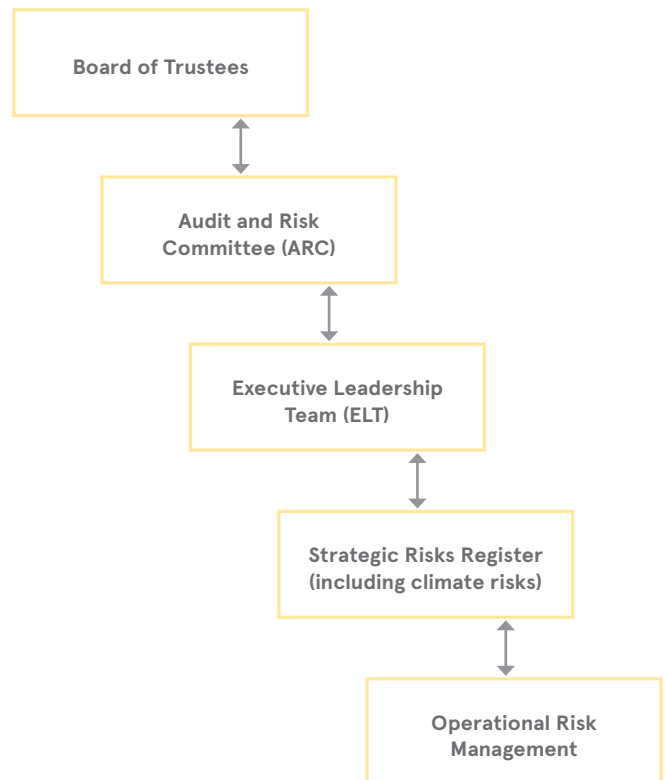 Board of Trustees
Audit and Risk
Committee (ARC)
Executive Leadership
Team (ELT)
Strategic Risks Register
(including climate risks)
Operational Risk
Management